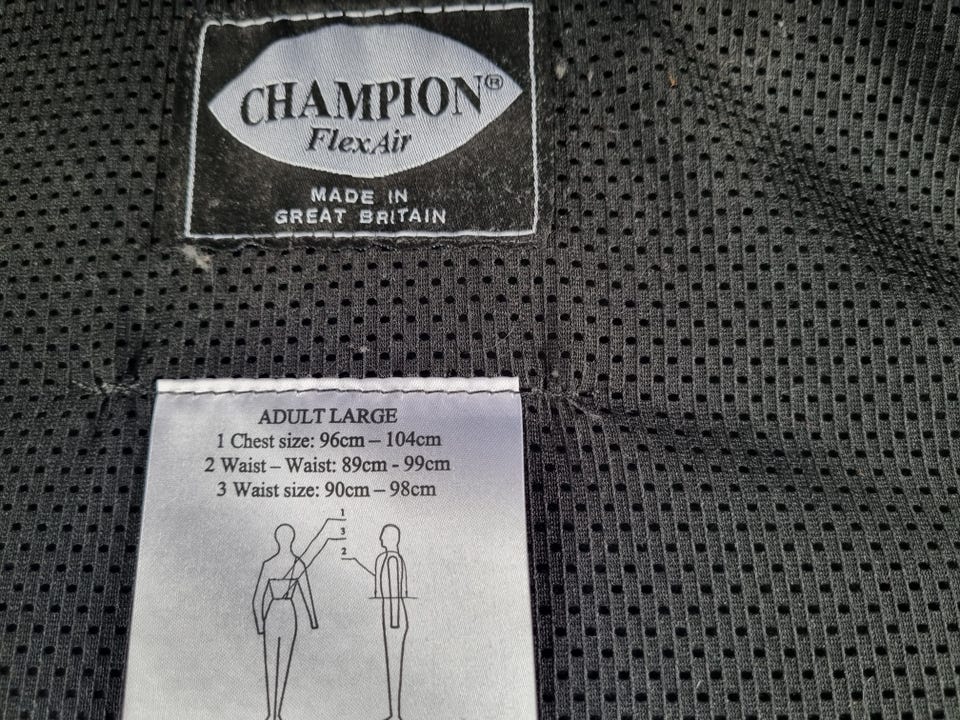 CHAMPION®
FlexAir
MADE IN
GREAT BRITAIN
ADULT LARGE
1 Chest size: 96cm – 104cm
2 Waist – Waist: 89cm - 99cm
3 Waist size: 90cm – 98cm
1
3
2